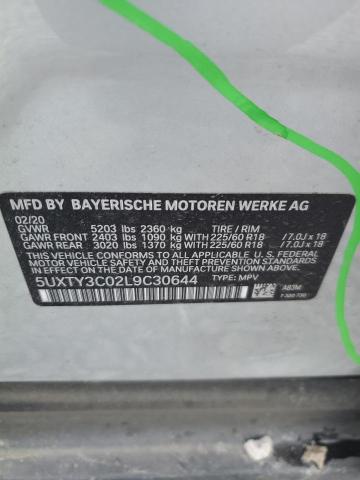 MFD BY BAYERISCHE MOTOREN WERKE AG
02/20
GVWR 5203 lbs 2360 kg TIRE / RIM
GAWR FRONT 2403 lbs 1090 kg WITH 225/60 R18 /7.0J x 18
GAWR REAR 3020 lbs 1370 kg WITH 225/60 R18 /7.0J x 18
THIS VEHICLE CONFORMS TO ALL APPLICABLE U. S. FEDERAL
MOTOR VEHICLE SAFETY AND THEFT PREVENTION STANDARDS
IN EFFECT ON THE DATE OF MANUFACTURE SHOWN ABOVE.
5UXTY3C02L9C30644 TYPE: MPV